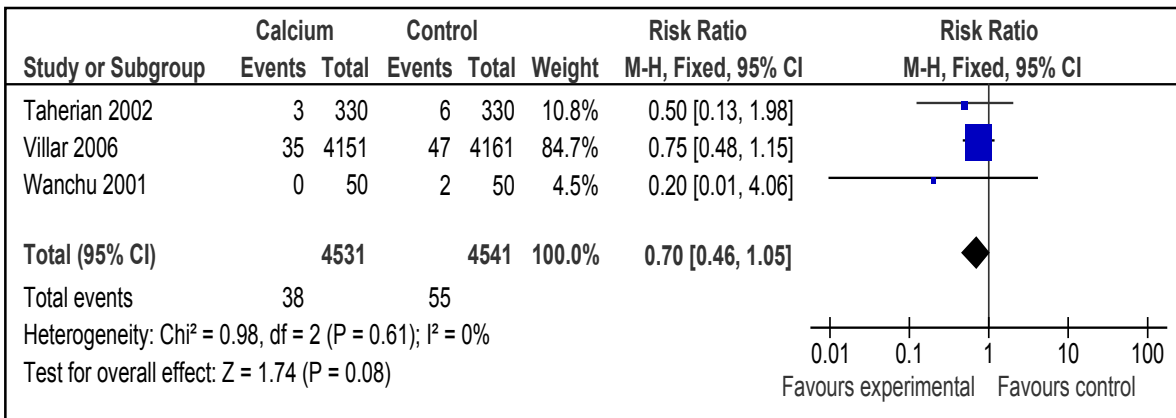 Calcium Control Risk Ratio Risk Ratio
Study or Subgroup Events Total Events Total Weight M-H, Fixed, 95% CI M-H, Fixed, 95% CI
Taherian 2002 3 330 6 330 10.8% 0.50 [0.13, 1.98]
Villar 2006 35 4151 47 4161 84.7% 0.75 [0.48, 1.15]
Wanchu 2001 0 50 2 50 4.5% 0.20 [0.01, 4.06]
Total (95% CI) 4531 4541 100.0% 0.70 [0.46, 1.05]
Total events 38 55
Heterogeneity: Chi² = 0.98, df = 2 (P = 0.61); I² = 0%
Test for overall effect: Z = 1.74 (P = 0.08)
0.01 0.1 1 10 100
Favours experimental Favours control